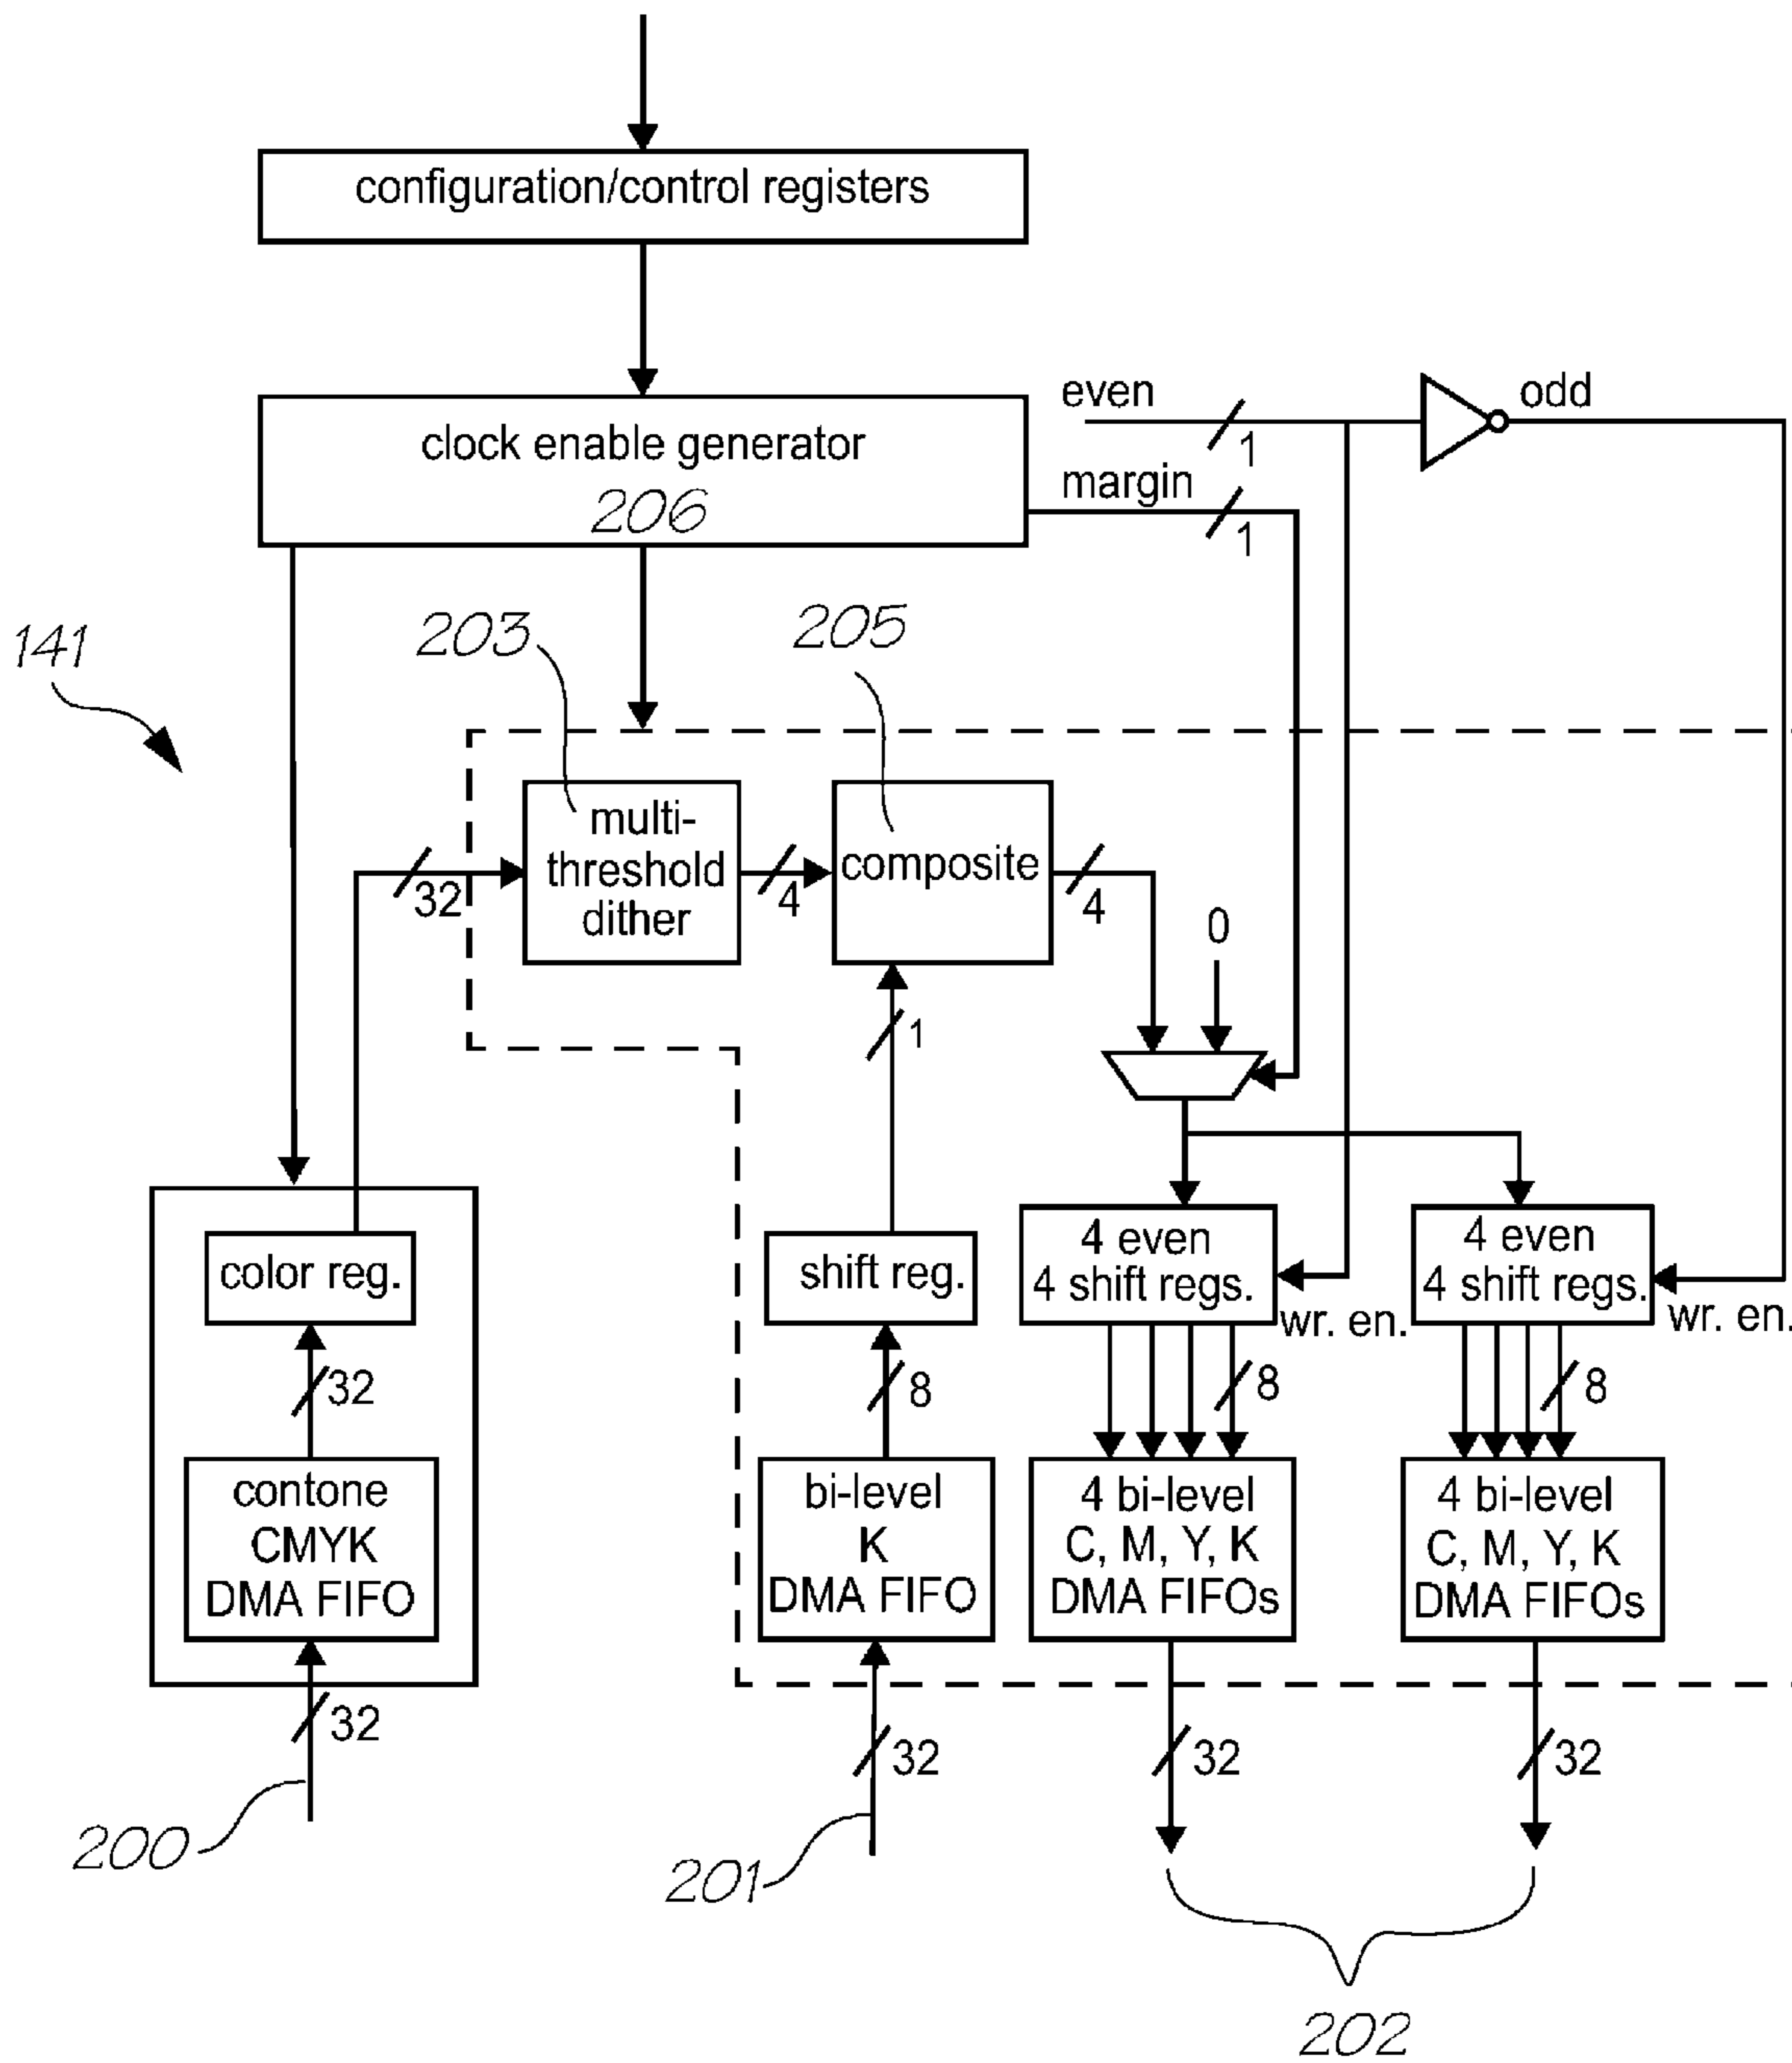 configuration/control registers
clock enable generator
206
even
1
odd
margin
1
141
203
205
32
multi-
threshold
dither
4
composite
4
0
1
color reg.
32
contone
CMYK
DMA FIFO
32
200
shift reg.
8
bi-level
K
DMA FIFO
32
201
4 even
4 shift regs.
wr. en.
8
4 bi-level
C, M, Y, K
DMA FIFOs
32
4 even
4 shift regs.
wr. en.
8
4 bi-level
C, M, Y, K
DMA FIFOs
32
202